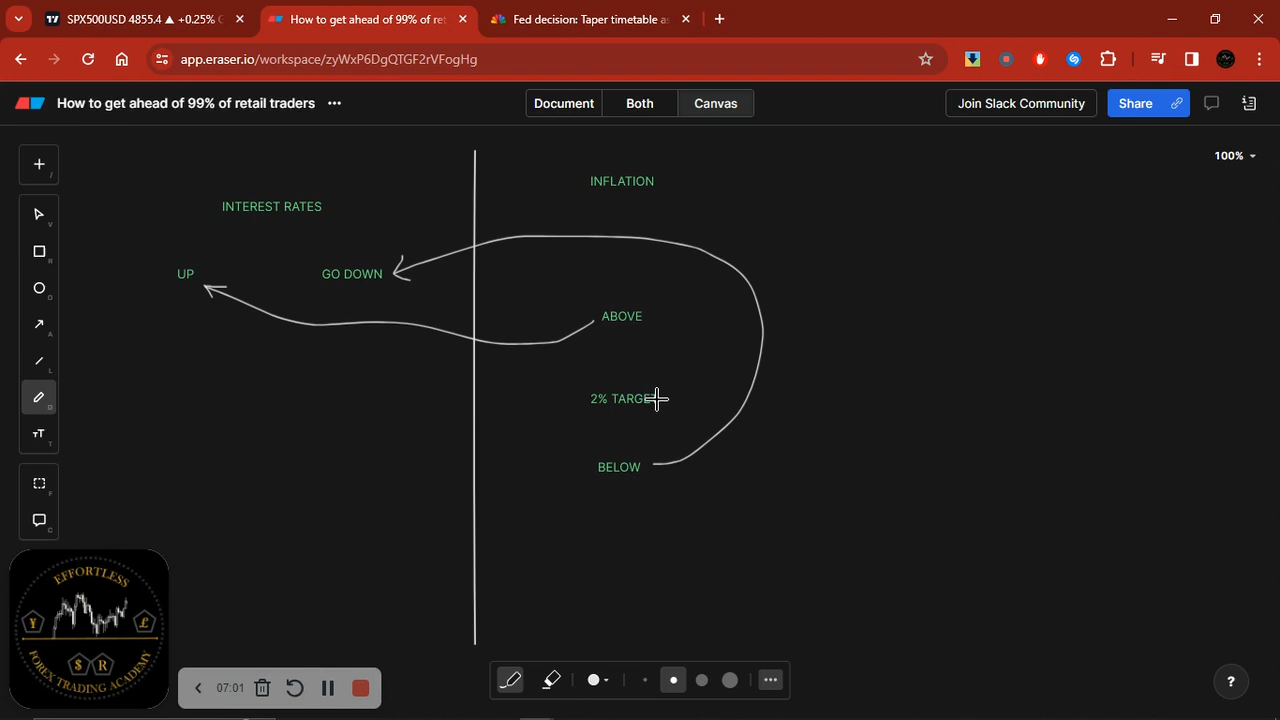 SPX500USD 4855.4 ▲ +0.25%
How to get ahead of 99% of ret
Fed decision: Taper timetable as
app.eraser.io/workspace/zyWxP6DgQTGF2rVFogHg
How to get ahead of 99% of retail traders
Document
Both
Canvas
Join Slack Community
Share
100%
INFLATION
INTEREST RATES
UP
GO DOWN
ABOVE
2% TARGET
BELOW
EFFORTLESS
¥
£
$
R
FOREX TRADING ACADEMY
07:01
?